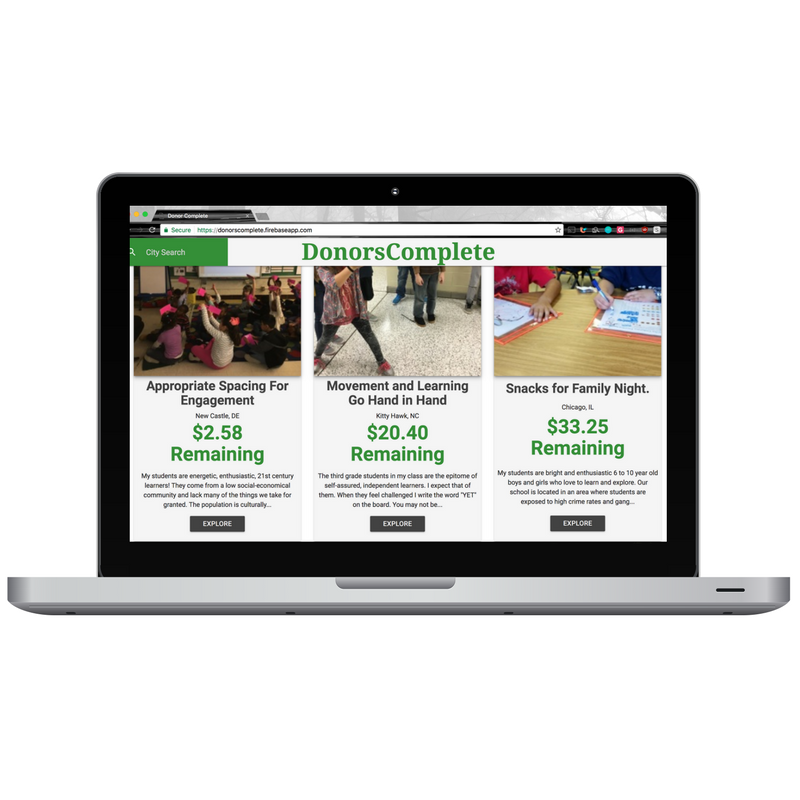 Donor Complete
Secure https://donorscomplete.firebaseapp.com
City Search
DonorsComplete
Appropriate Spacing For
Engagement
New Castle, DE
$2.58
Remaining
My students are energetic, enthusiastic, 21st century
learners! They come from a low social-economical
community and lack many of the things we take for
granted. The population is culturally...
EXPLORE
Movement and Learning
Go Hand in Hand
Kitty Hawk, NC
$20.40
Remaining
The third grade students in my class are the epitome of
self-assured, independent learners. I expect that of
them. When they feel challenged I write the word "YET"
on the board. You may not be...
EXPLORE
Snacks for Family Night.
Chicago, IL
$33.25
Remaining
My students are bright and enthusiastic 6 to 10 year old
boys and girls who love to learn and explore. Our
school is located in an area where students are
exposed to high crime rates and gang...
EXPLORE